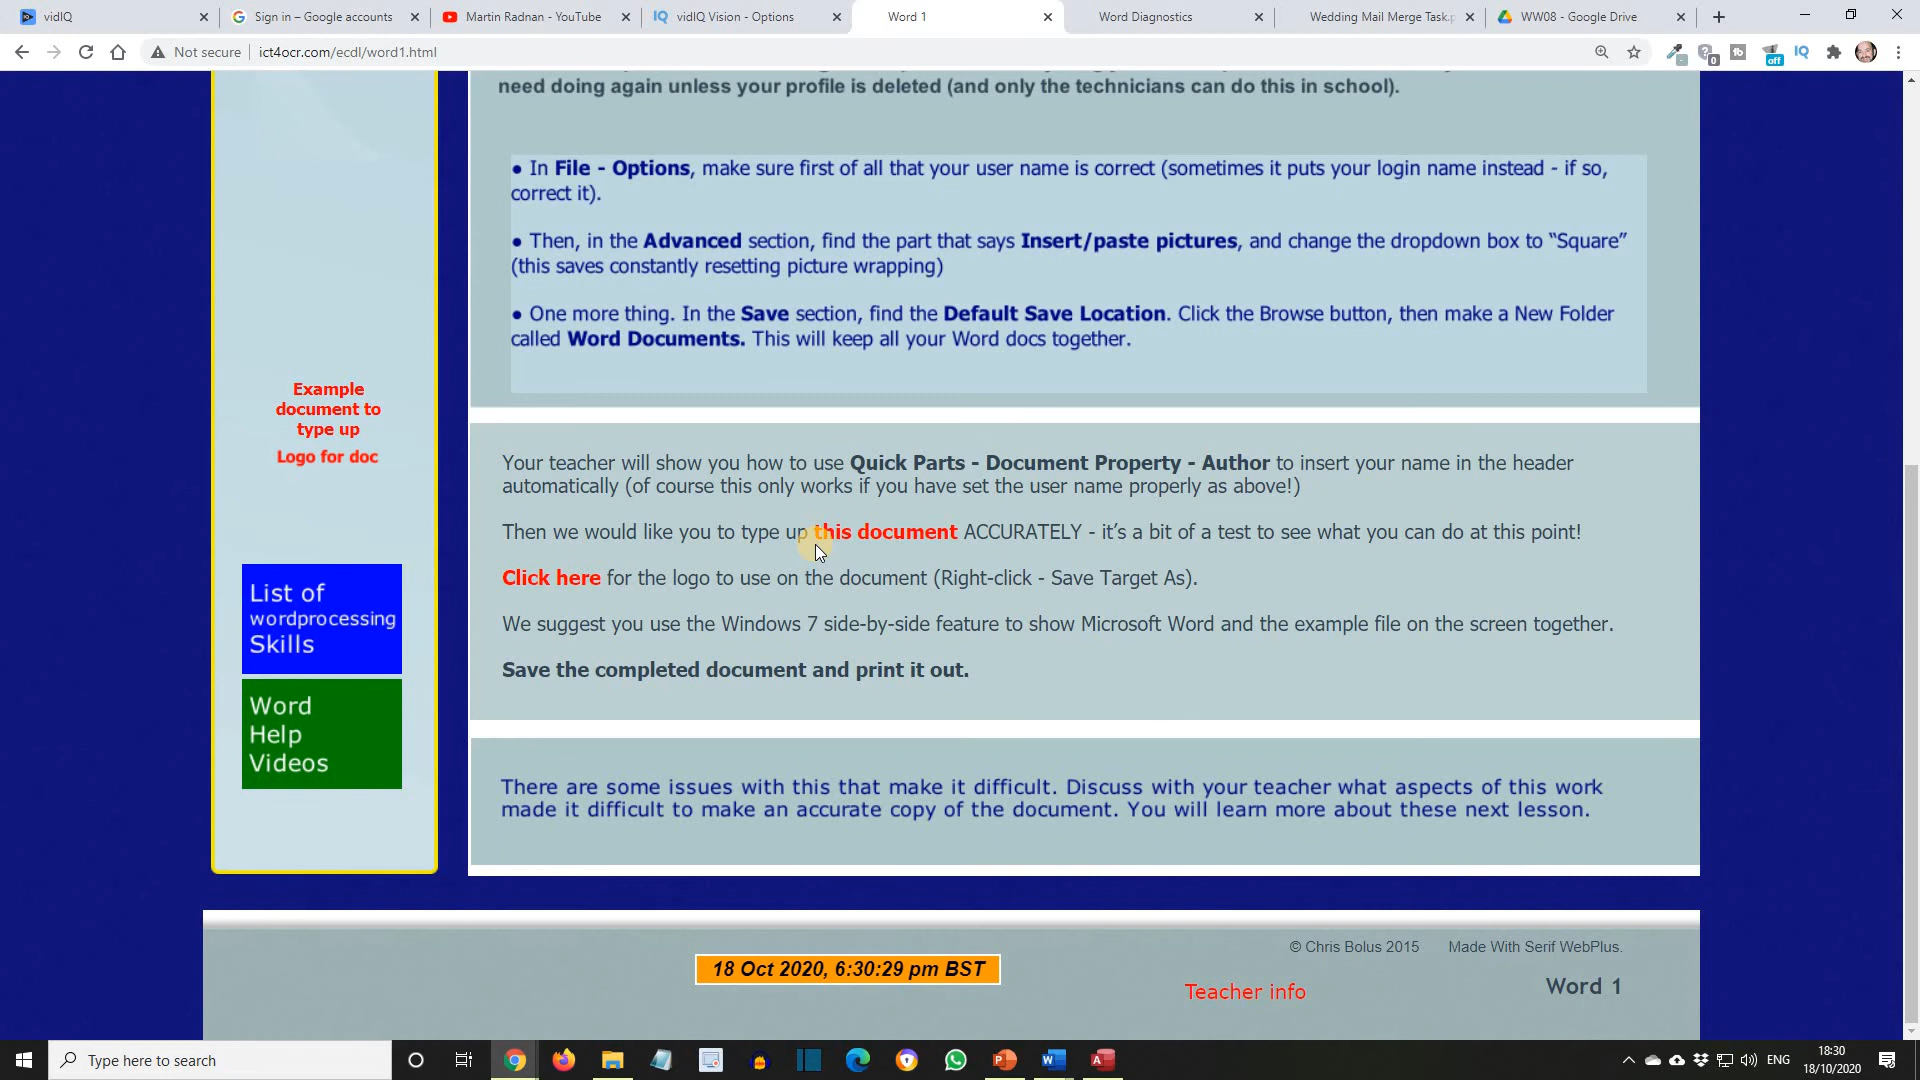 vidIQ
Sign in – Google accounts
Martin Radnan - YouTube
vidIQ Vision - Options
Word 1
Word Diagnostics
Wedding Mail Merge Task.p
WW08 - Google Drive
Not secure
ict4ocr.com/ecdl/word1.html
need doing again unless your profile is deleted (and only the technicians can do this in school).
● In File - Options, make sure first of all that your user name is correct (sometimes it puts your login name instead - if so,
correct it).
● Then, in the Advanced section, find the part that says Insert/paste pictures, and change the dropdown box to “Square”
(this saves constantly resetting picture wrapping)
● One more thing. In the Save section, find the Default Save Location. Click the Browse button, then make a New Folder
called Word Documents. This will keep all your Word docs together.
Example
document to
type up
Logo for doc
List of
wordprocessing
Skills
Word
Help
Videos
Your teacher will show you how to use Quick Parts - Document Property - Author to insert your name in the header
automatically (of course this only works if you have set the user name properly as above!)
Then we would like you to type up this document ACCURATELY - it’s a bit of a test to see what you can do at this point!
Click here for the logo to use on the document (Right-click - Save Target As).
We suggest you use the Windows 7 side-by-side feature to show Microsoft Word and the example file on the screen together.
Save the completed document and print it out.
There are some issues with this that make it difficult. Discuss with your teacher what aspects of this work
made it difficult to make an accurate copy of the document. You will learn more about these next lesson.
© Chris Bolus 2015
Made With Serif WebPlus.
18 Oct 2020, 6:30:29 pm BST
Teacher info
Word 1
Type here to search
ENG
18:30
18/10/2020